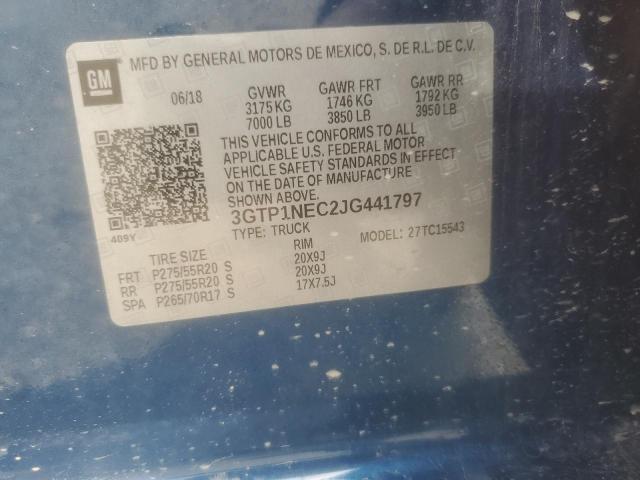 MFD BY GENERAL MOTORS DE MEXICO, S. DE R.L. DE C.V.
GM
06/18
GVWR GAWR FRT GAWR RR
3175 KG 1746 KG 1792 KG
7000 LB 3850 LB 3950 LB
THIS VEHICLE CONFORMS TO ALL
APPLICABLE U.S. FEDERAL MOTOR
VEHICLE SAFETY STANDARDS IN EFFECT
ON THE DATE OF MANUFACTURE
SHOWN ABOVE.
409Y
3GTP1NEC2JG441797
TYPE: TRUCK MODEL: 27TC15543
TIRE SIZE RIM
FRT P275/55R20 S 20X9J
RR P275/55R20 S 20X9J
SPA P265/70R17 S 17X7.5J